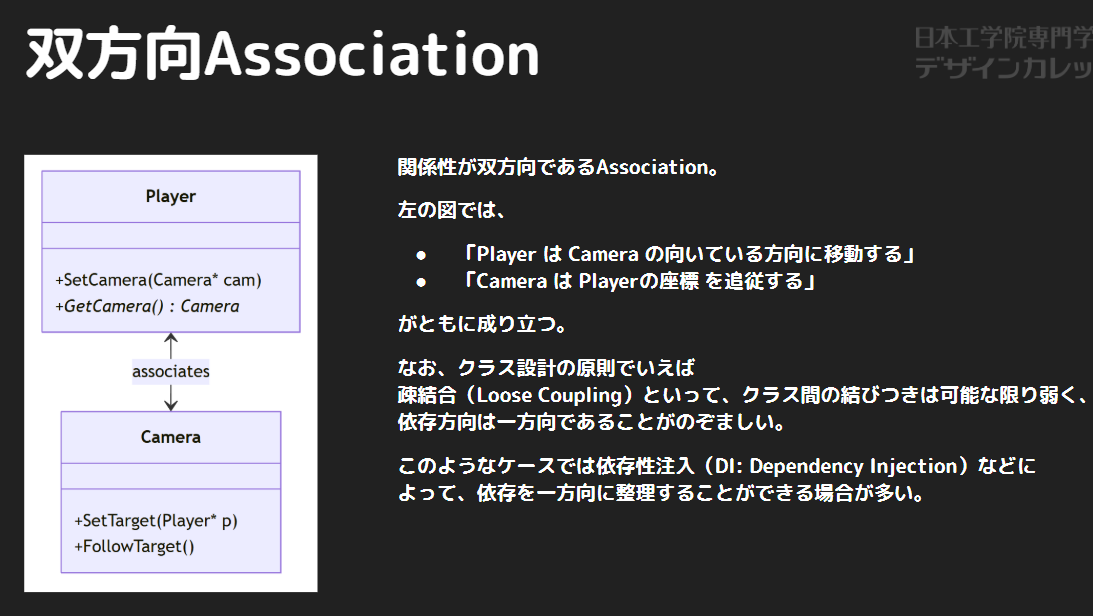 双方向Association
日本工学院専門学
デザインカレッ
Player
+SetCamera(Camera* cam)
+GetCamera() : Camera
associates
Camera
+SetTarget(Player* p)
+FollowTarget()
関係性が双方向であるAssociation。
左の図では、
● 「Player は Camera の向いている方向に移動する」
● 「Camera は Playerの座標 を追従する」
がともに成り立つ。
なお、クラス設計の原則でいえば
疎結合（Loose Coupling）といって、クラス間の結びつきは可能な限り弱く、
依存方向は一方向であることがのぞましい。
このようなケースでは依存性注入（DI: Dependency Injection）などに
よって、依存を一方向に整理することができる場合が多い。